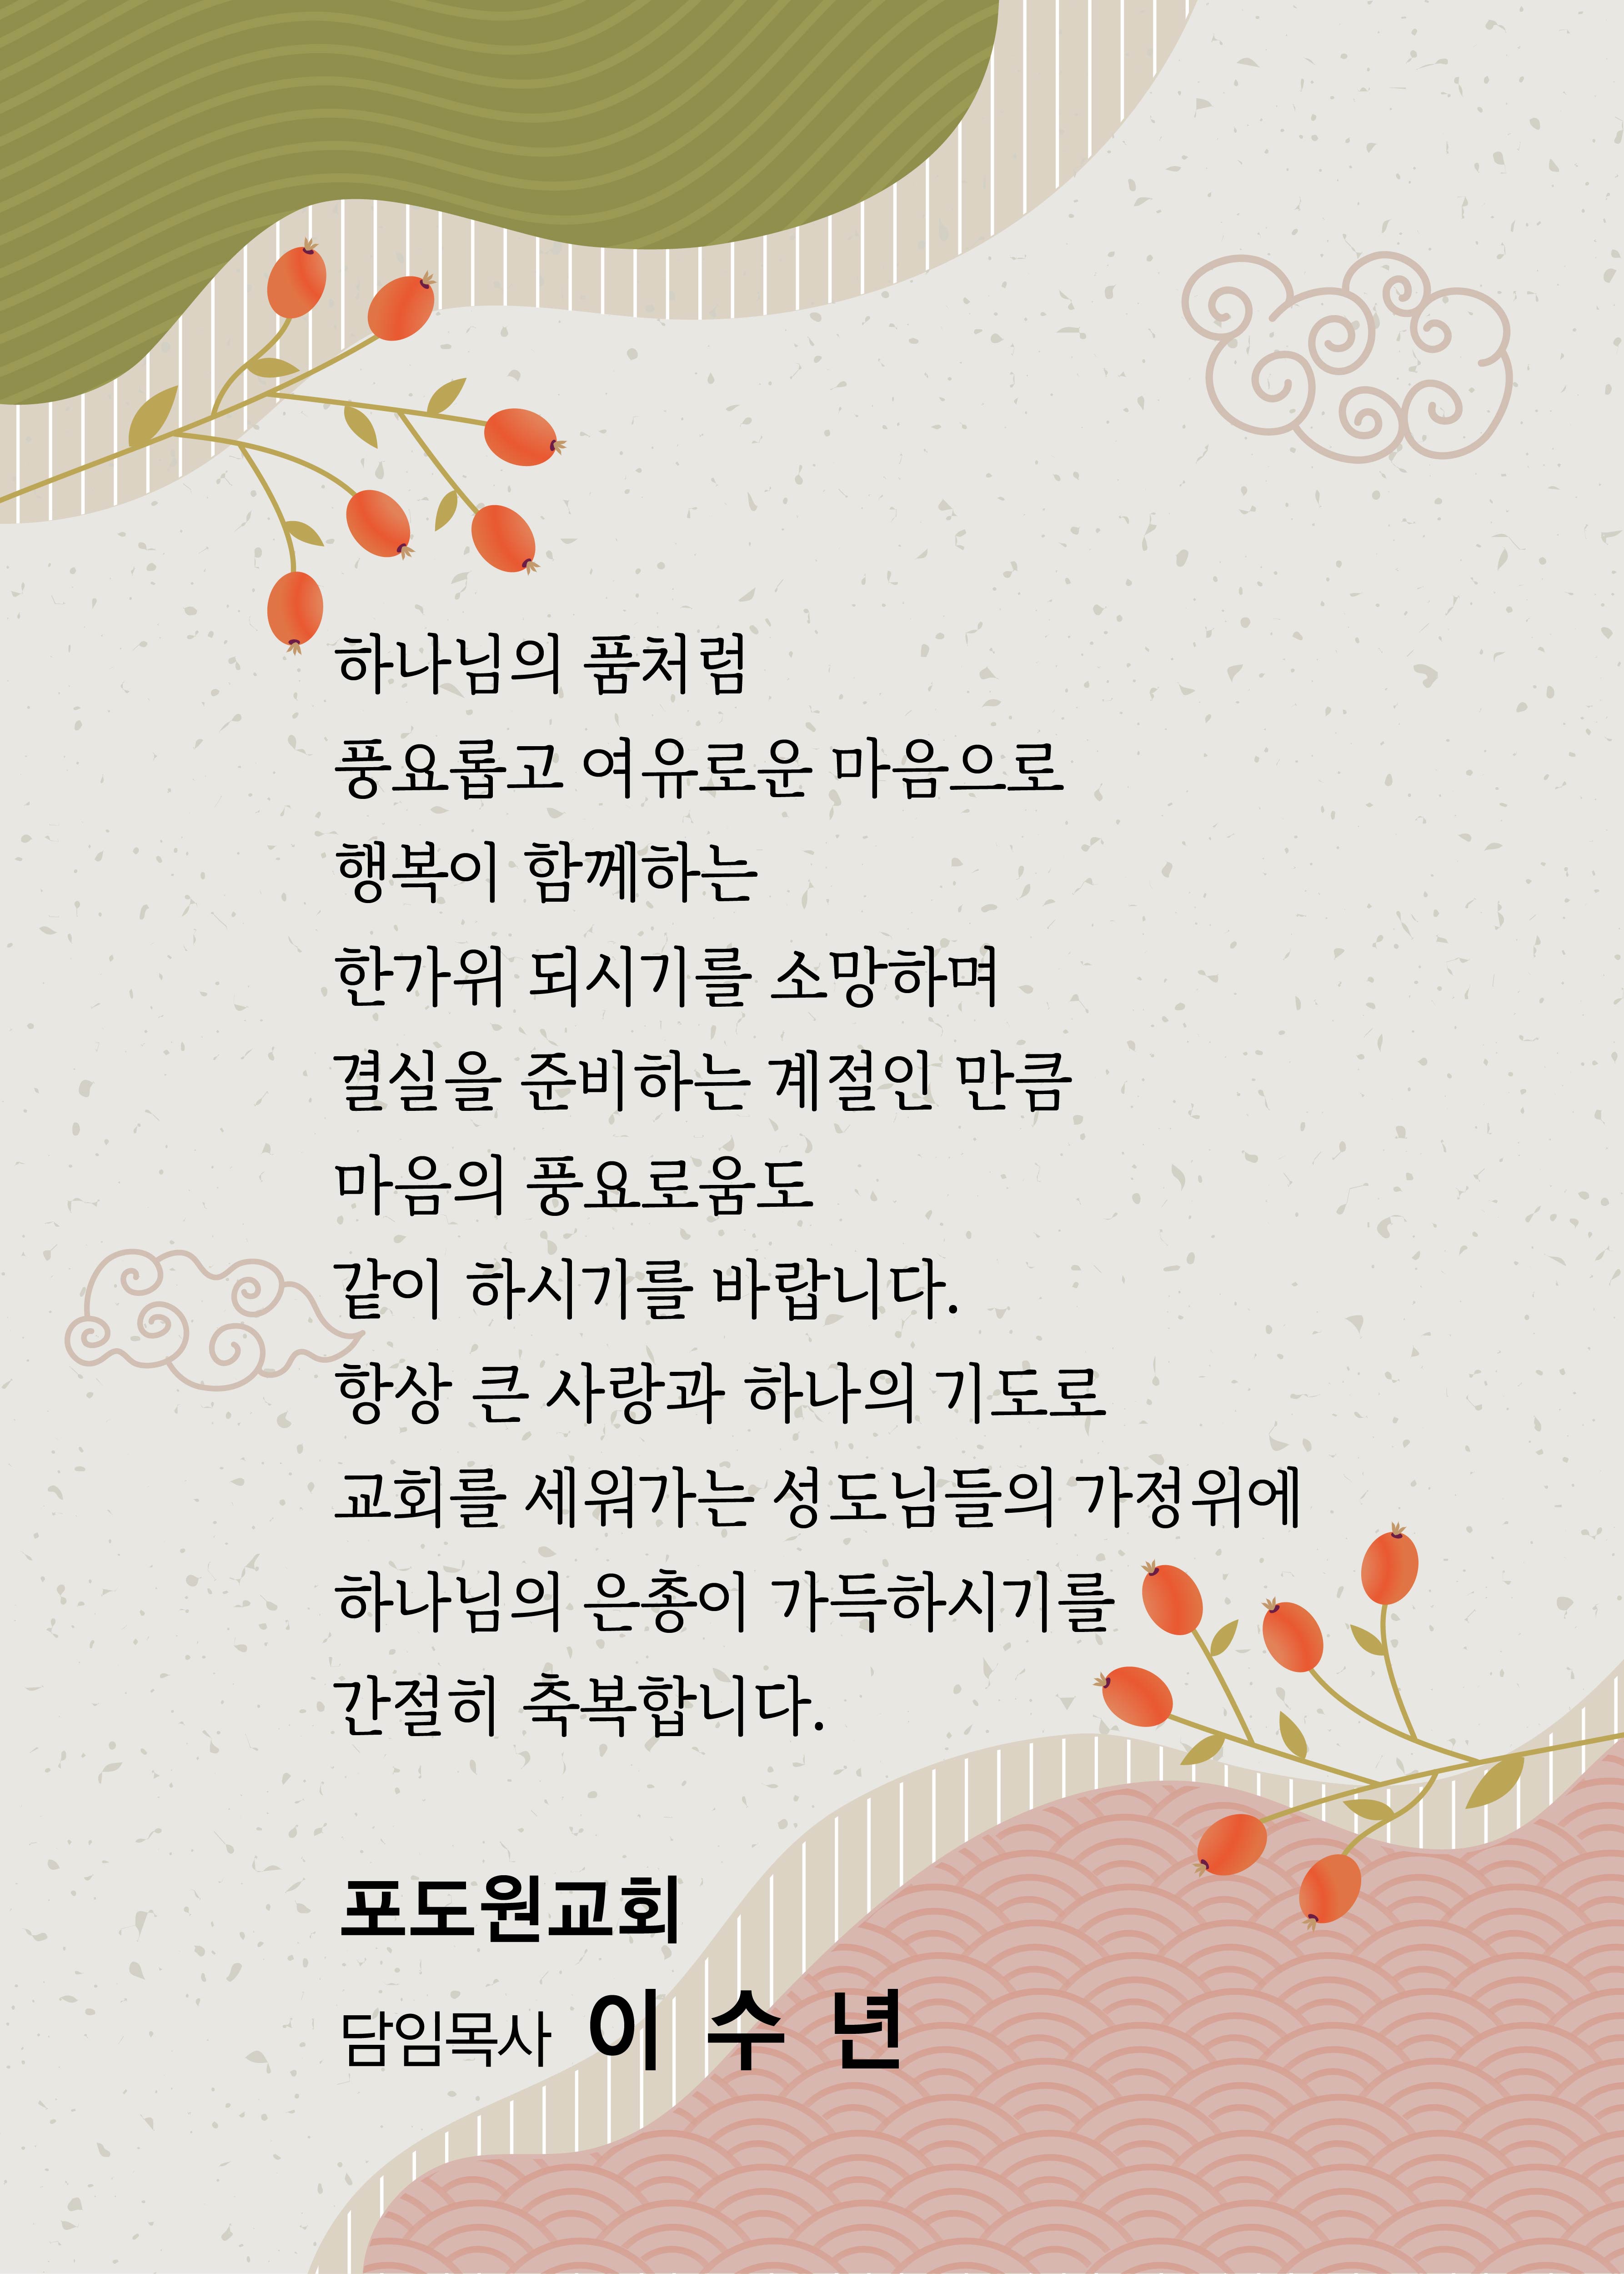 하나님의 품처럼
풍요롭고 여유로운 마음으로
행복이 함께하는
한가위 되시기를 소망하며
결실을 준비하는 계절인 만큼
마음의 풍요로움도
같이 하시기를 바랍니다.
항상 큰 사랑과 하나의 기도로
교회를 세워가는 성도님들의 가정위에
하나님의 은총이 가득하시기를
간절히 축복합니다.
포도원교회
담임목사 이 수 년